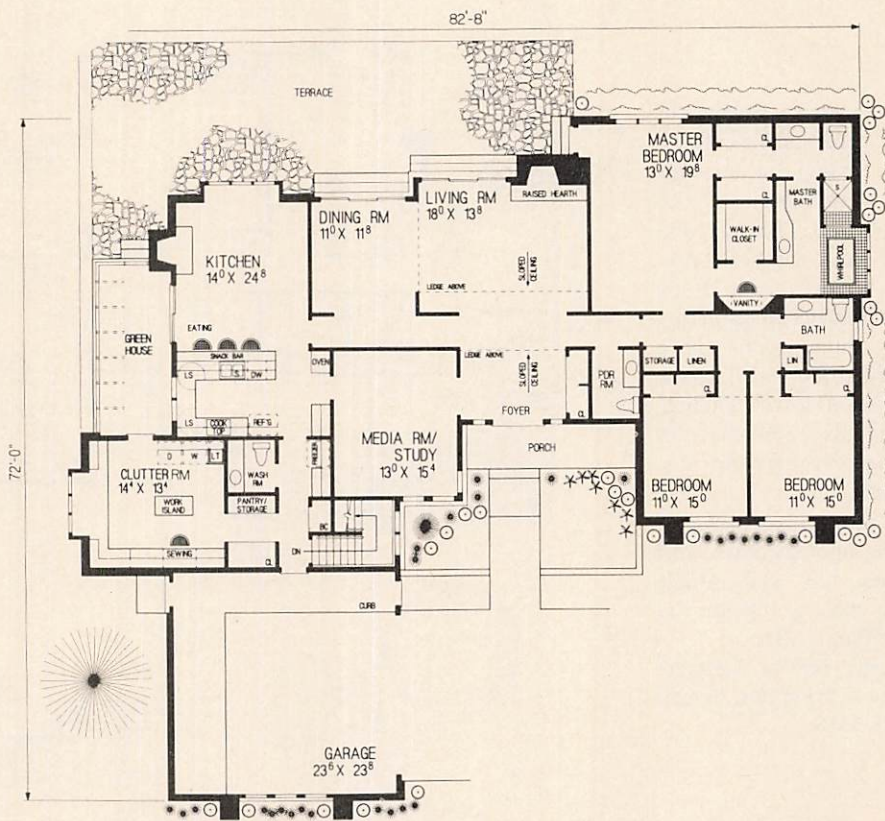 82'-8"
TERRACE
MASTER
BEDROOM
13⁰ X 19⁸
CL
CL
MASTER
BATH
S
WALK-IN
CLOSET
WHIRLPOOL
VANITY
LIVING RM
18⁰ X 13⁸
RAISED HEARTH
DINING RM
11⁰ X 11⁸
SLOPED
CEILING
LEDGE ABOVE
KITCHEN
14⁰ X 24⁸
EATING
SNACK BAR
GREEN
HOUSE
LS
S
DW
OVEN
LS
COOK
TOP
REF'G
LEDGE ABOVE
SLOPED
CEILING
FOYER
CL
PDR
RM
STORAGE
LINEN
BATH
LIN
CL
CL
MEDIA RM/
STUDY
13⁰ X 15⁴
PORCH
BEDROOM
11⁰ X 15⁰
BEDROOM
11⁰ X 15⁰
72'-0"
D
W
LT
CLUTTER RM
14⁴ X 13⁴
WORK
ISLAND
SEWING
WASH
RM
PANTRY/
STORAGE
CL
FREEZER
BC
DN
CURB
GARAGE
23⁶ X 23⁸